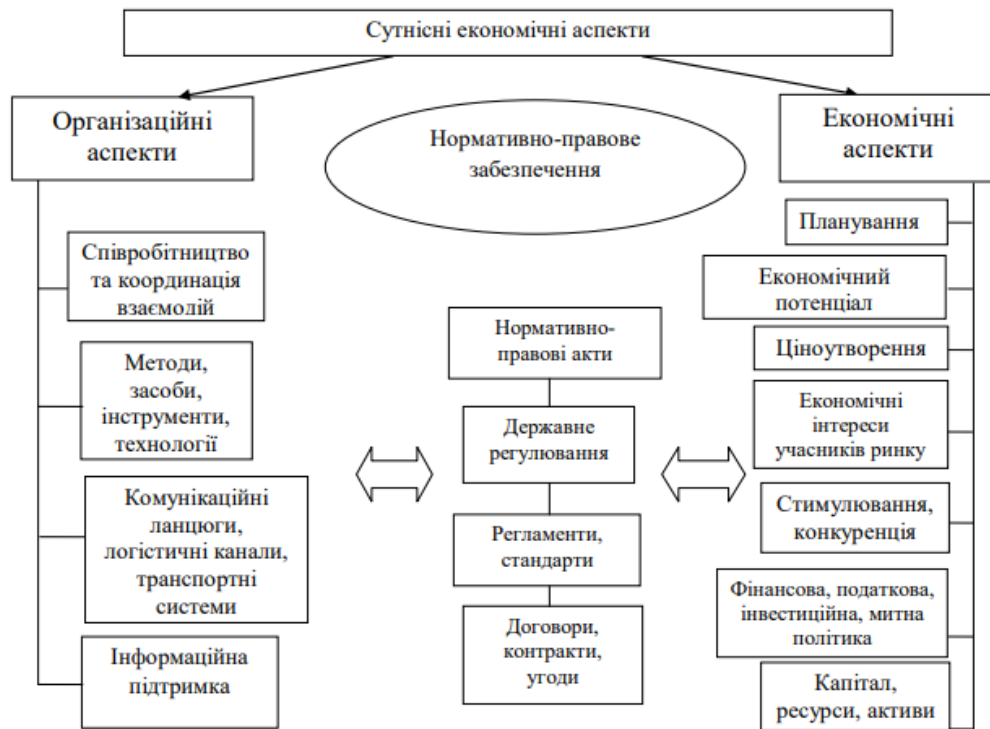 Сутнісні економічні аспекти
Організаційні
аспекти
Нормативно-правове
забезпечення
Економічні
аспекти
Співробітництво
та координація
взаємодій
Методи,
засоби,
інструменти,
технології
Комунікаційні
ланцюги,
логістичні канали,
транспортні
системи
Інформаційна
підтримка
Нормативно-
правові акти
Державне
регулювання
Регламенти,
стандарти
Договори,
контракти,
угоди
Планування
Економічний
потенціал
Ціноутворення
Економічні
інтереси
учасників ринку
Стимулювання,
конкуренція
Фінансова, податкова,
інвестиційна, митна
політика
Капітал,
ресурси, активи